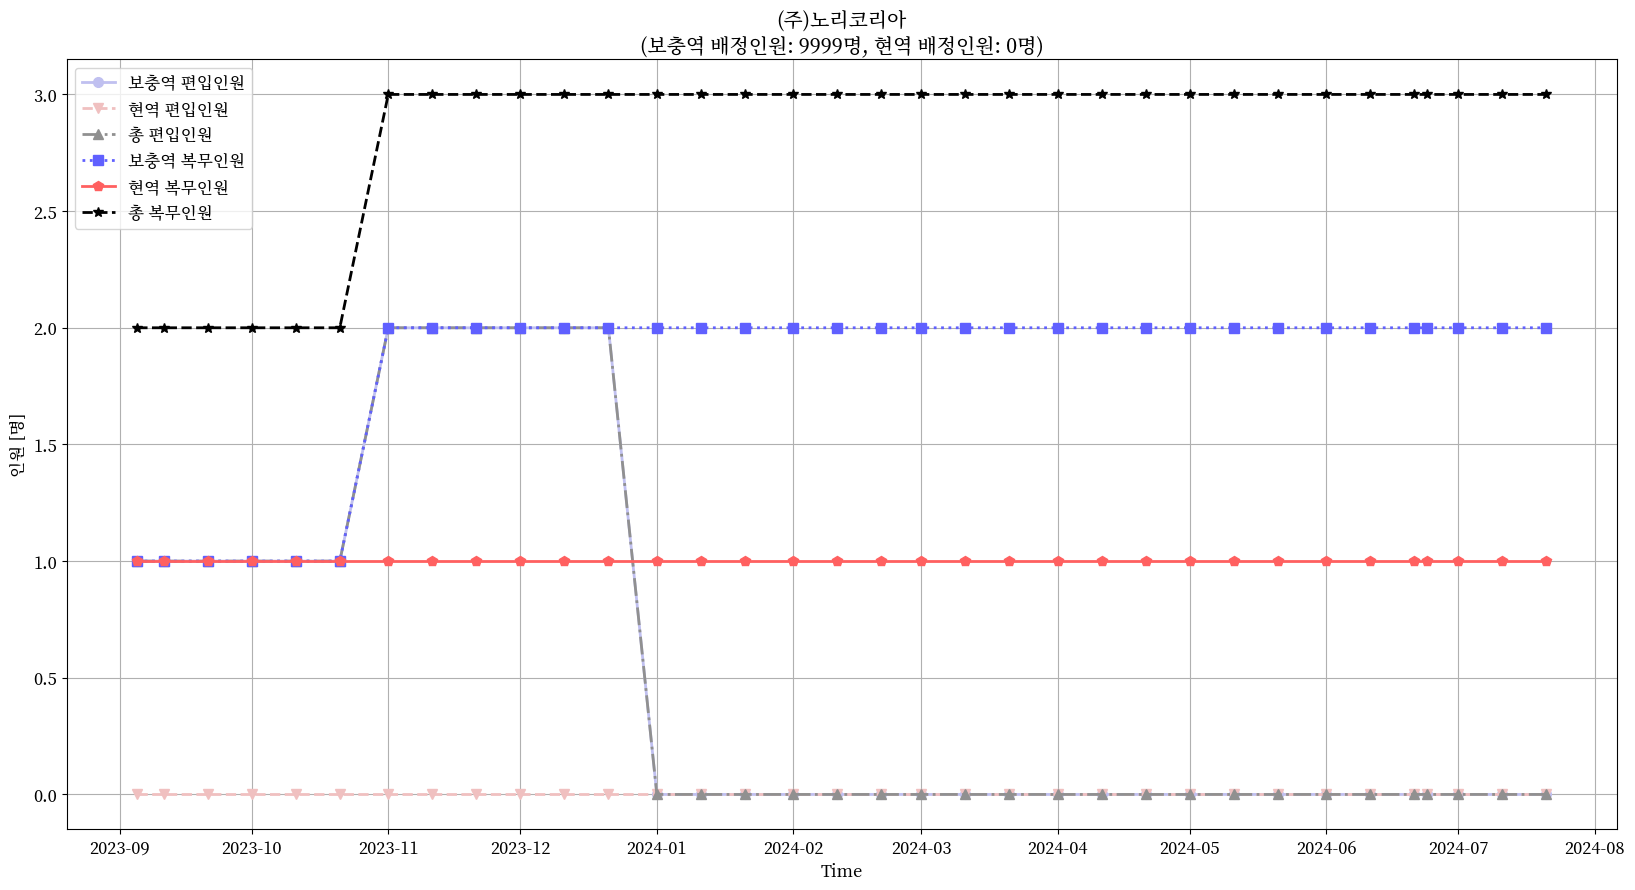 (주)노리코리아
(보충역 배정인원: 9999명, 현역 배정인원: 0명)
보충역 편입인원
현역 편입인원
총 편입인원
보충역 복무인원
현역 복무인원
총 복무인원
3.0
2.5
2.0
1.5
1.0
0.5
0.0
인원 [명]
2023-09 2023-10 2023-11 2023-12 2024-01 2024-02 2024-03 2024-04 2024-05 2024-06 2024-07 2024-08
Time